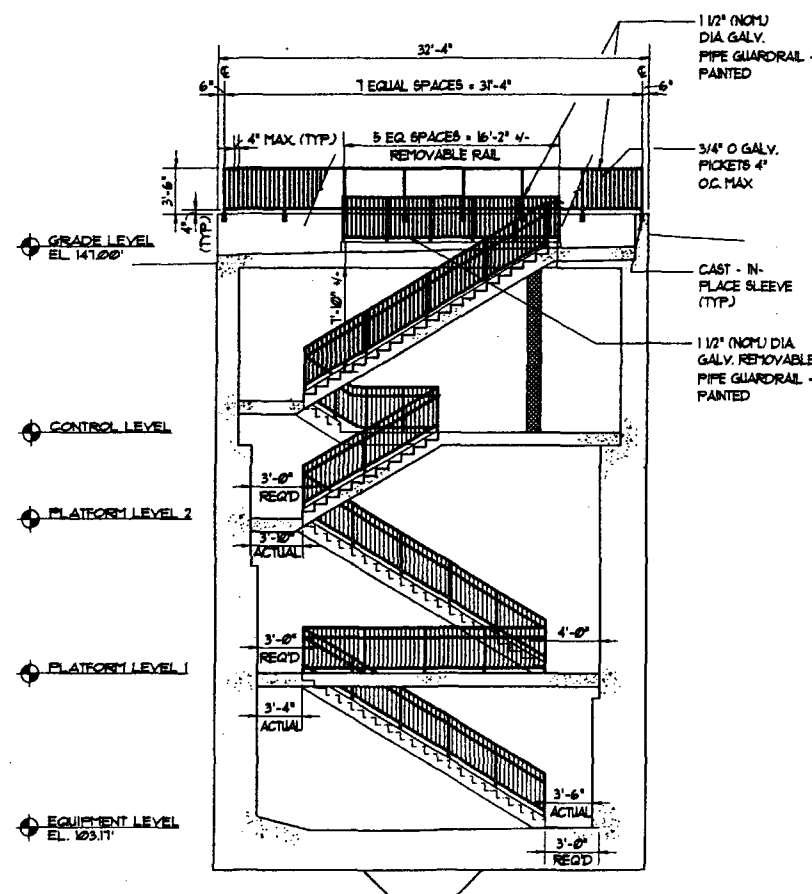 1 1/2" (NOM.)
DIA. GALV.
PIPE GUARDRAIL -
PAINTED
32'-4"
6"
7 EQUAL SPACES = 31'-4"
6"
4" MAX. (TYP.)
5 EQ. SPACES = 16'-2" +/-
REMOVABLE RAIL
3/4" O GALV.
PICKETS 4"
O.C. MAX
3'-6"
4"
(TYP.)
GRADE LEVEL
EL. 141.00'
CAST - IN-
PLACE SLEEVE
(TYP.)
7'-10" +/-
1 1/2" (NOM.) DIA.
GALV. REMOVABLE
PIPE GUARDRAIL -
PAINTED
CONTROL LEVEL
3'-0"
REQ'D
PLATFORM LEVEL 2
3'-10"
ACTUAL
3'-0"
REQ'D
4'-0"
PLATFORM LEVEL 1
3'-4"
ACTUAL
3'-6"
ACTUAL
EQUIPMENT LEVEL
EL. 103.17'
3'-0"
REQ'D